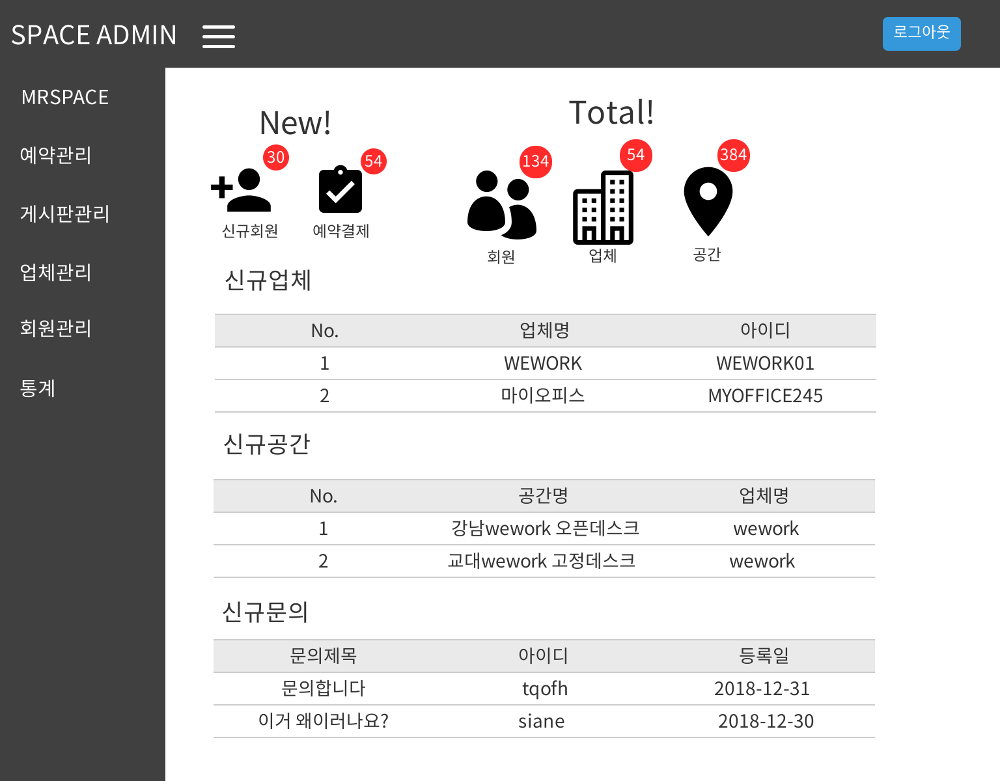 SPACE ADMIN
로그아웃
MRSPACE
예약관리
게시판관리
업체관리
회원관리
통계
New!
30
54
신규회원
예약결제
Total!
134
54
384
회원
업체
공간
신규업체
No. 업체명 아이디
1 WEWORK WEWORK01
2 마이오피스 MYOFFICE245
신규공간
No. 공간명 업체명
1 강남wework 오픈데스크 wework
2 교대wework 고정데스크 wework
신규문의
문의제목 아이디 등록일
문의합니다 tqofh 2018-12-31
이거 왜이러나요? siane 2018-12-30